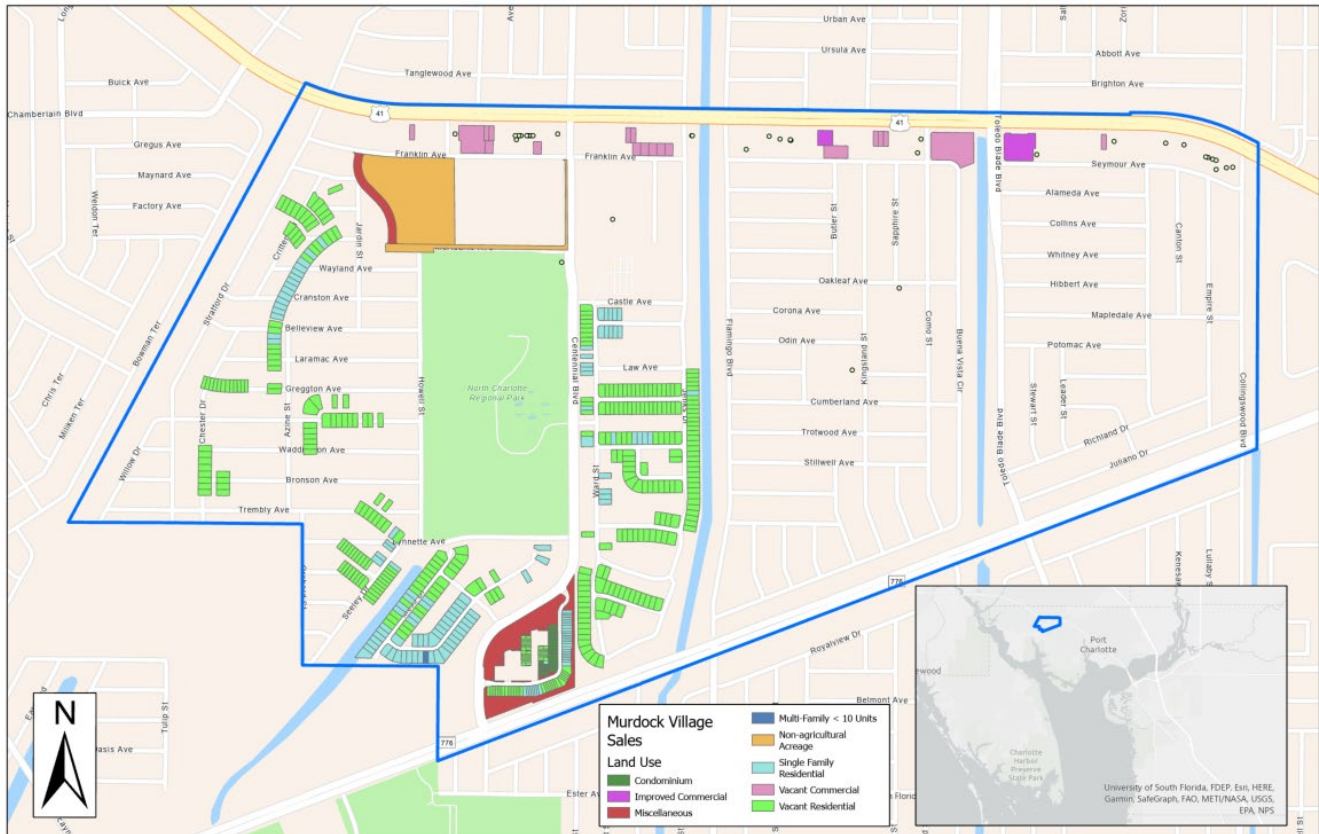 Urban Ave
Ursula Ave
Abbott Ave
Tanglewood Ave
Brighton Ave
Buick Ave
Chamberlain Blvd
41
41
Gregus Ave
Franklin Ave
Franklin Ave
Toledo Blade Blvd
Seymour Ave
Maynard Ave
Alameda Ave
Weldon Ter
Factory Ave
Jardin St
Butler St
Sapphire St
Collins Ave
Canton St
Whitney Ave
Wayland Ave
Oakleaf Ave
Hibbert Ave
Empire St
Stratford Dr
Cranston Ave
Castle Ave
Corona Ave
Mapledale Ave
Bowman Ter
Belleview Ave
Centennial Blvd
Flamingo Blvd
Odin Ave
Kingsland St
Como St
Buena Vista Cir
Potomac Ave
Laramac Ave
Law Ave
Chris Ter
Greggton Ave
Howell St
North Charlotte
Regional Park
Cumberland Ave
Stewart St
Leader St
Collingswood Blvd
Miliken Ter
Chester Dr
Azine St
Ward St
Trotwood Ave
Richland Dr
Willow Dr
Stillwell Ave
Toledo Blade Blvd
Juliano Dr
Bronson Ave
Trembly Ave
776
Seeley Dr
Royalview Dr
Belmont Ave
Tulip St
Oasis Ave
776
Ester Ave
N
Murdock Village
Sales
Land Use
Condominium
Improved Commercial
Miscellaneous
Multi-Family < 10 Units
Non-agricultural
Acreage
Single Family
Residential
Vacant Commercial
Vacant Residential
Port
Charlotte
Charlotte
Harbor
Preserve
State Park
University of South Florida, FDEP, Esri, HERE,
Garmin, SafeGraph, FAO, METI/NASA, USGS,
EPA, NPS